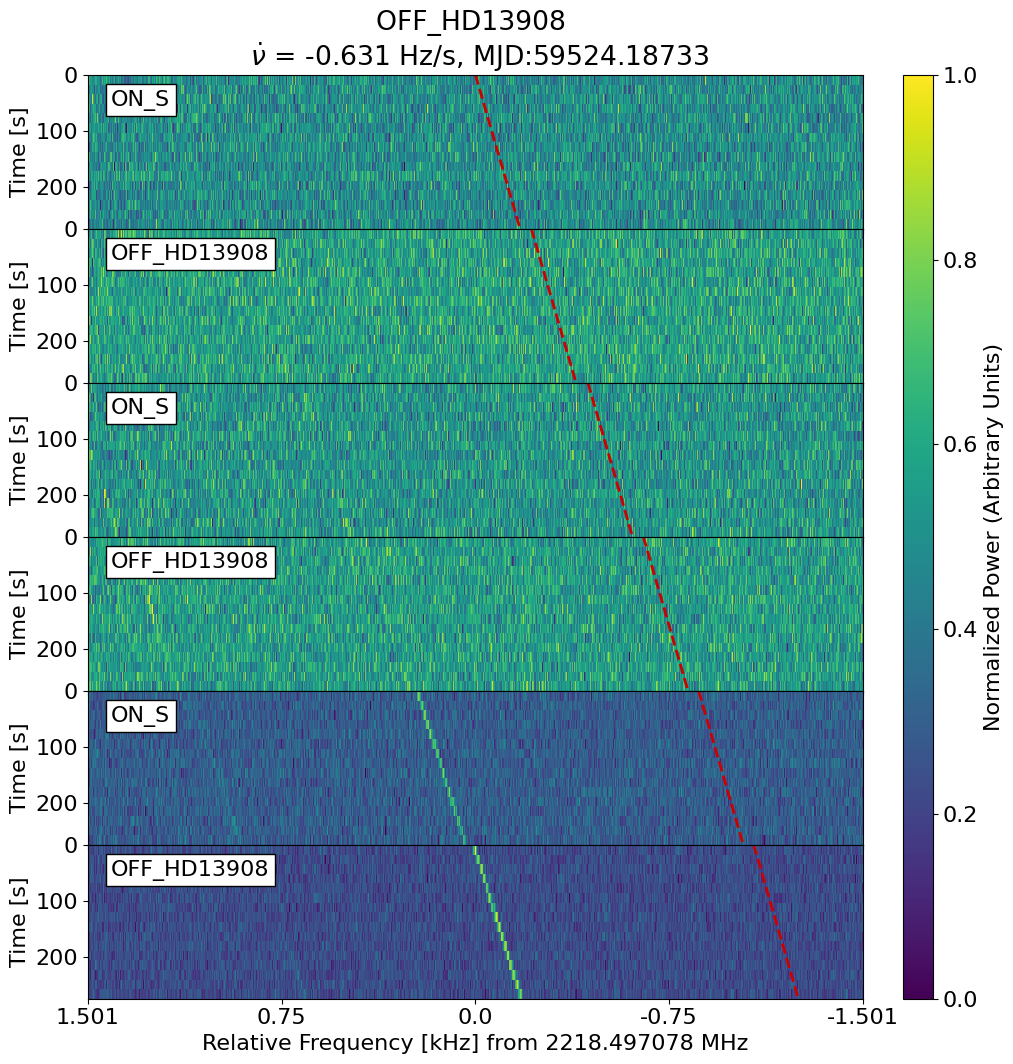 OFF_HD13908
ν̇ = -0.631 Hz/s, MJD:59524.18733
0
ON_S
100
200
Time [s]
0
OFF_HD13908
100
200
Time [s]
0
ON_S
100
200
Time [s]
0
OFF_HD13908
100
200
Time [s]
0
ON_S
100
200
Time [s]
0
OFF_HD13908
100
200
Time [s]
1.501 0.75 0.0 -0.75 -1.501
Relative Frequency [kHz] from 2218.497078 MHz
1.0
0.8
0.6
0.4
0.2
0.0
Normalized Power (Arbitrary Units)